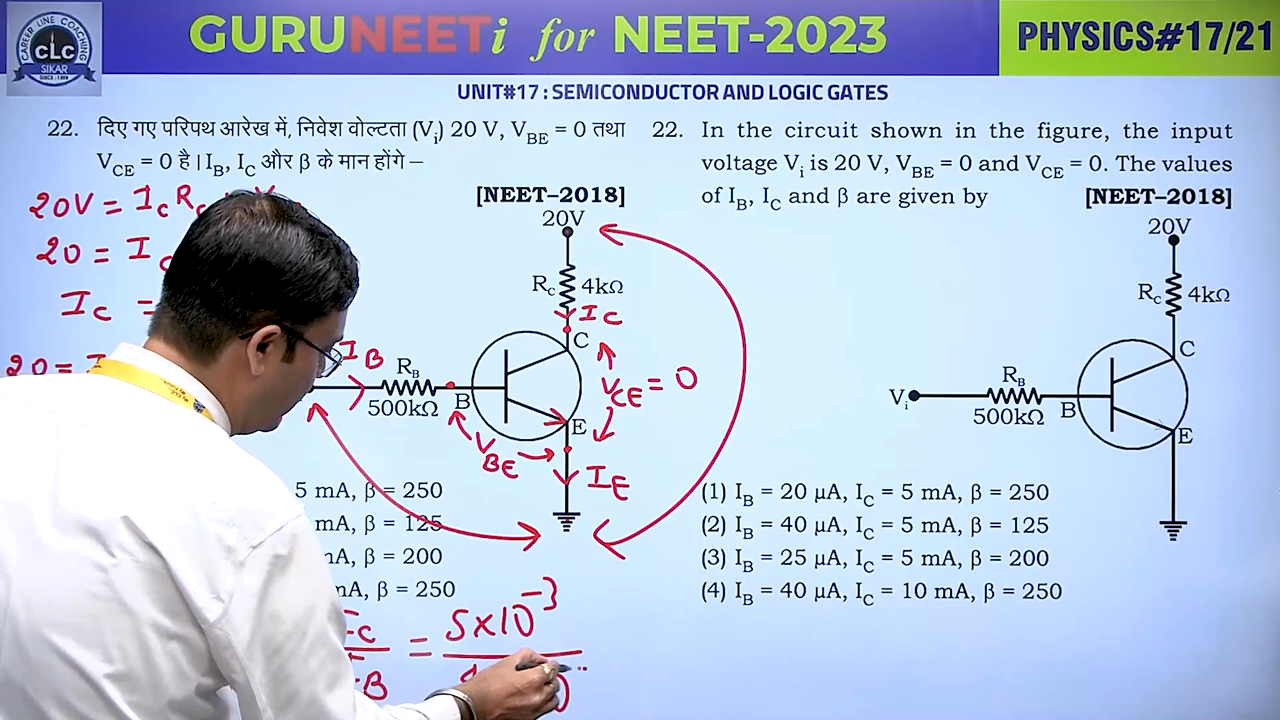 CAREER LINE COACHING
CLC
SIKAR
SINCE : 1996
GURUNEETi for NEET-2023
PHYSICS#17/21
UNIT#17 : SEMICONDUCTOR AND LOGIC GATES
22. दिए गए परिपथ आरेख में, निवेश वोल्टता (Vi) 20 V, VBE = 0 तथा
VCE = 0 है। IB, IC और β के मान होंगे –
[NEET–2018]
20V = IcRc
20 = I
Ic =
20 =
20V
RC 4kΩ
IC
C
IB
RB
500kΩ
B
VCE = 0
E
VBE
IE
5 mA, β = 250
mA, β = 125
mA, β = 200
mA, β = 250
= 5×10⁻³
22. In the circuit shown in the figure, the input
voltage Vi is 20 V, VBE = 0 and VCE = 0. The values
of IB, IC and β are given by
[NEET–2018]
20V
RC 4kΩ
C
RB
Vi
500kΩ
B
E
(1) IB = 20 μA, IC = 5 mA, β = 250
(2) IB = 40 μA, IC = 5 mA, β = 125
(3) IB = 25 μA, IC = 5 mA, β = 200
(4) IB = 40 μA, IC = 10 mA, β = 250